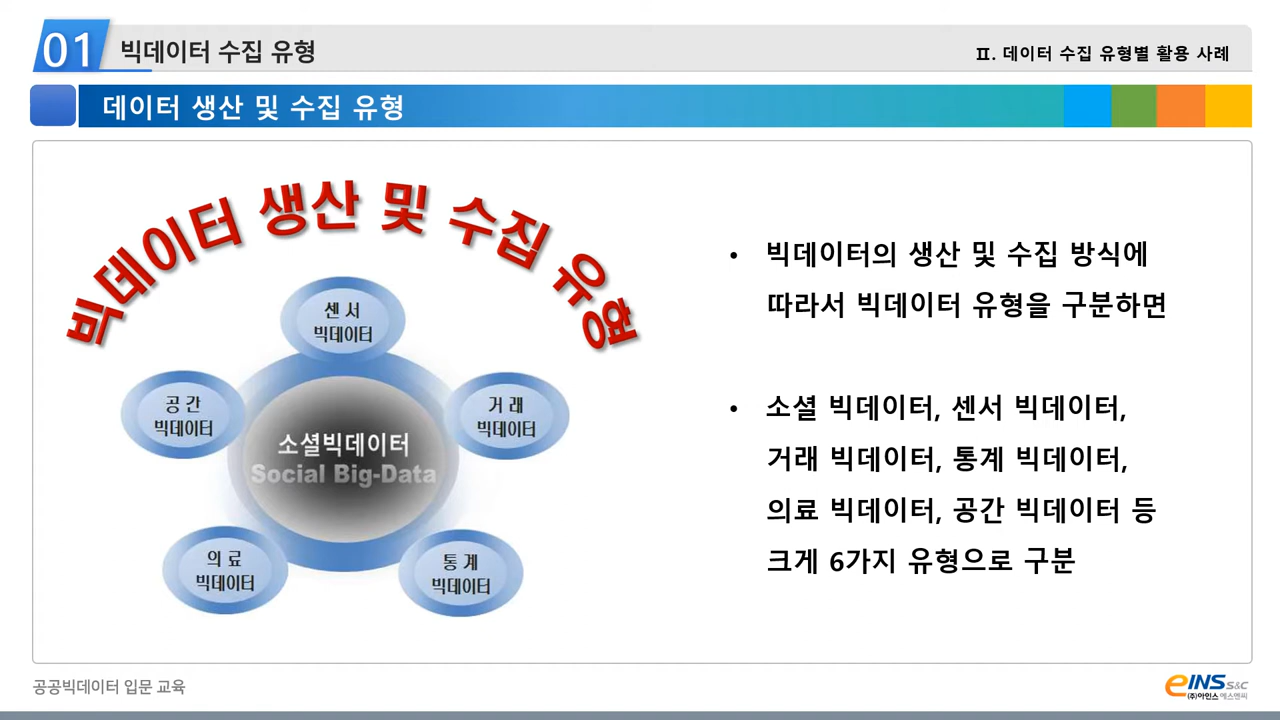 01 빅데이터 수집 유형
Ⅱ. 데이터 수집 유형별 활용 사례
데이터 생산 및 수집 유형
빅데이터 생산 및 수집 유형
센 서
빅데이터
공 간
빅데이터
거 래
빅데이터
소셜빅데이터
Social Big-Data
의 료
빅데이터
통 계
빅데이터
• 빅데이터의 생산 및 수집 방식에
따라서 빅데이터 유형을 구분하면
• 소셜 빅데이터, 센서 빅데이터,
거래 빅데이터, 통계 빅데이터,
의료 빅데이터, 공간 빅데이터 등
크게 6가지 유형으로 구분
공공빅데이터 입문 교육
eINS S&C
(주)아인스 에스엔씨